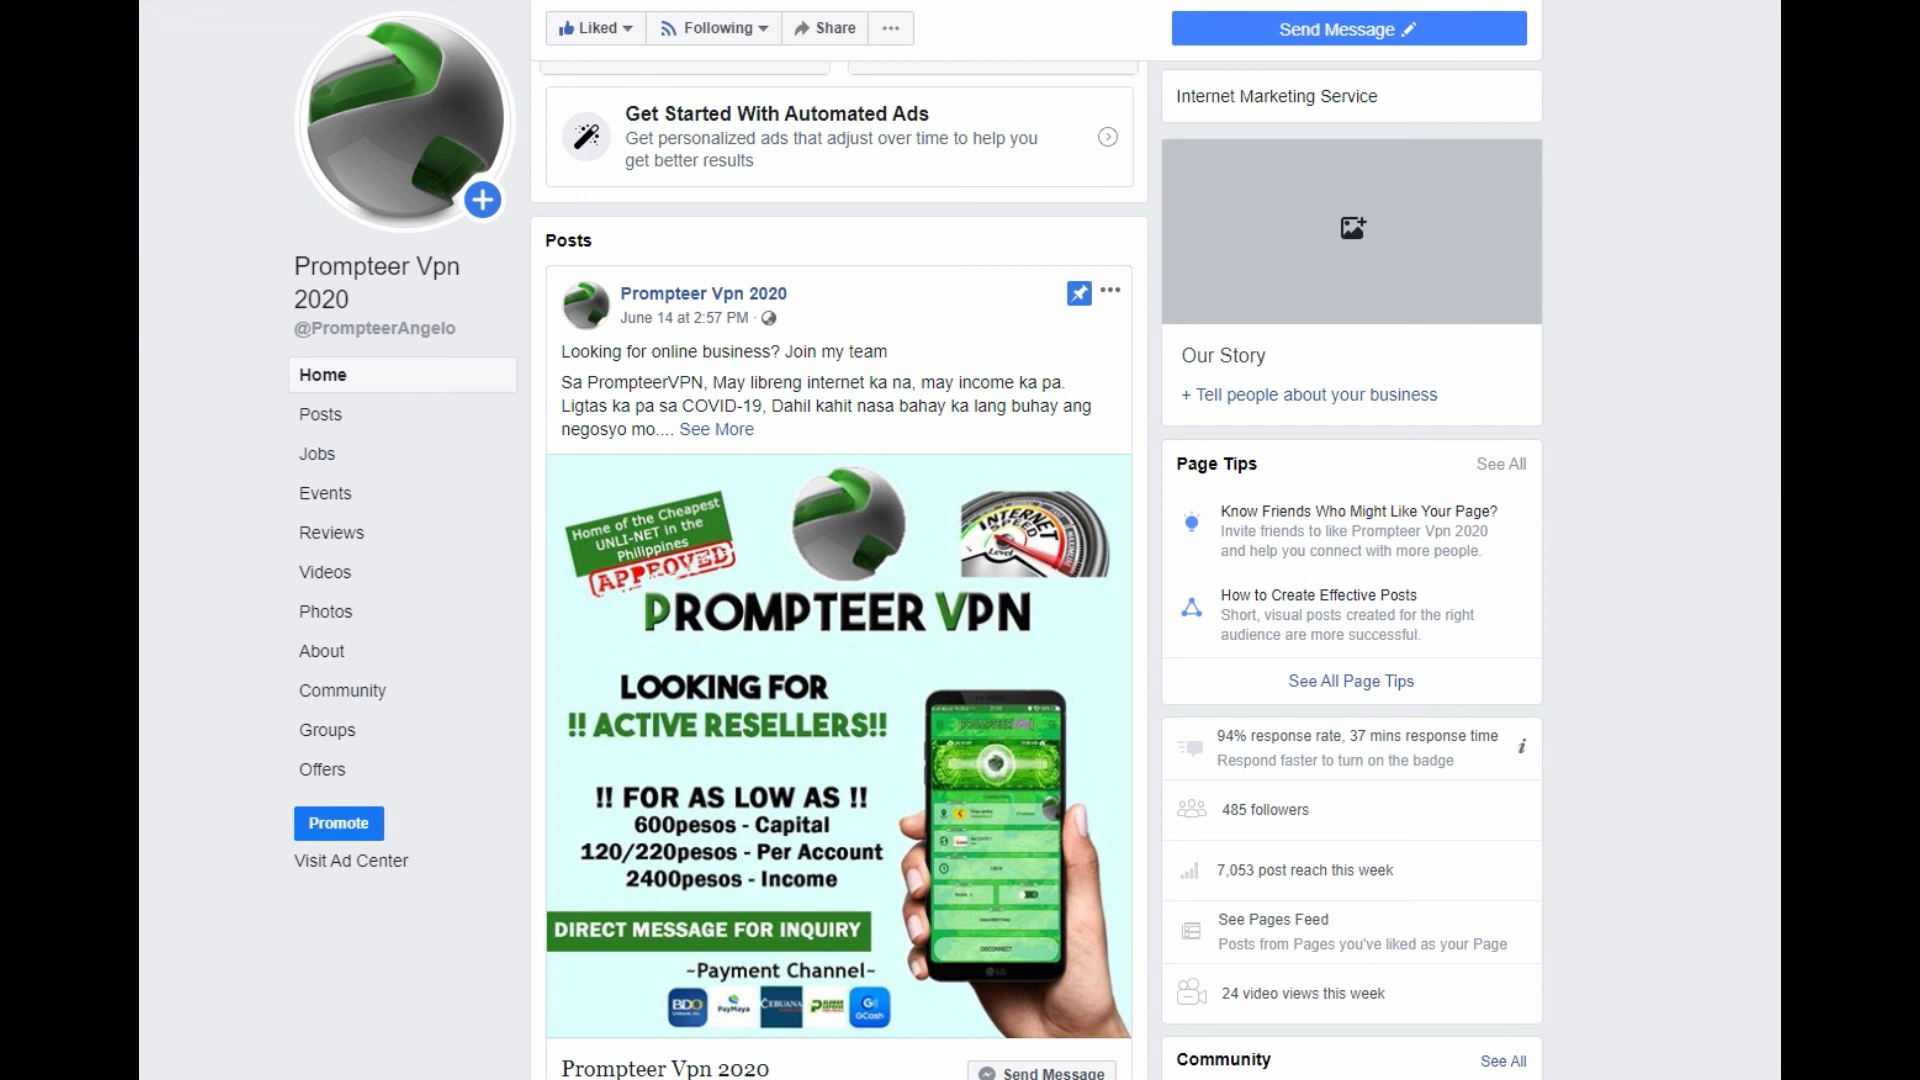 Liked
Following
Share
Send Message
Prompteer Vpn
2020
@PrompteerAngelo
Home
Posts
Jobs
Events
Reviews
Videos
Photos
About
Community
Groups
Offers
Promote
Visit Ad Center
Get Started With Automated Ads
Get personalized ads that adjust over time to help you
get better results
Posts
Prompteer Vpn 2020
June 14 at 2:57 PM ·
Looking for online business? Join my team
Sa PrompteerVPN, May libreng internet ka na, may income ka pa.
Ligtas ka pa sa COVID-19, Dahil kahit nasa bahay ka lang buhay ang
negosyo mo.... See More
Home of the Cheapest
UNLI-NET in the
Philippines
APPROVED
INTERNET
SPEED
Level
MAXIMUM
PROMPTEER VPN
LOOKING FOR
!! ACTIVE RESELLERS!!
!! FOR AS LOW AS !!
600pesos - Capital
120/220pesos - Per Account
2400pesos - Income
DIRECT MESSAGE FOR INQUIRY
~Payment Channel~
BDO
PayMaya
CEBUANA
GCash
DISCONNECT
LG
Prompteer Vpn 2020
Send Message
Internet Marketing Service
Our Story
+ Tell people about your business
Page Tips
See All
Know Friends Who Might Like Your Page?
Invite friends to like Prompteer Vpn 2020
and help you connect with more people.
How to Create Effective Posts
Short, visual posts created for the right
audience are more successful.
See All Page Tips
94% response rate, 37 mins response time
Respond faster to turn on the badge
485 followers
7,053 post reach this week
See Pages Feed
Posts from Pages you've liked as your Page
24 video views this week
Community
See All